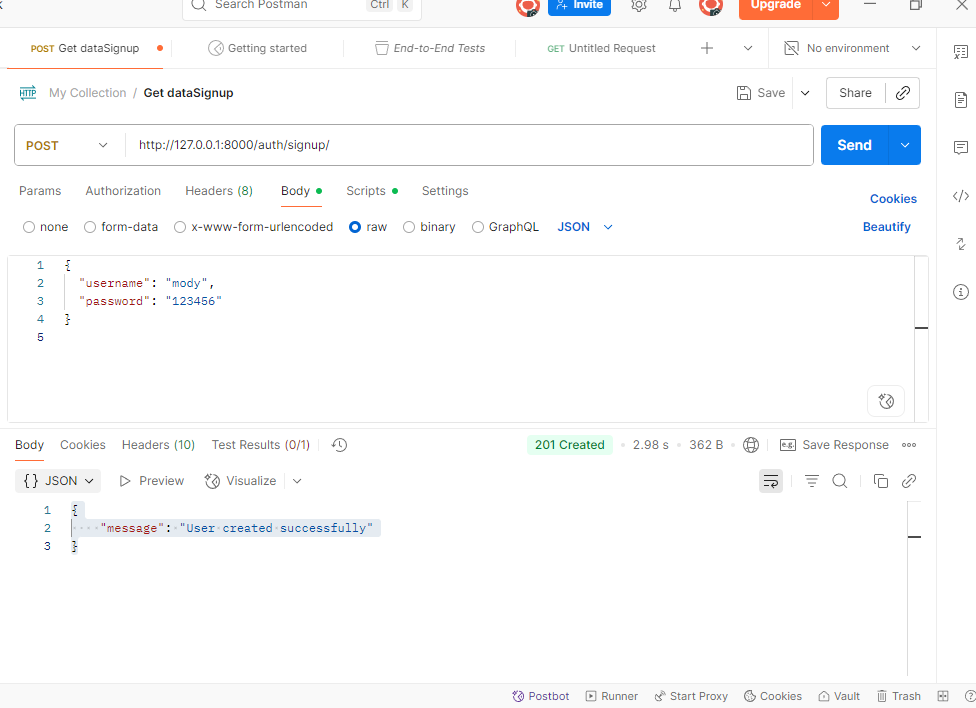 Search Postman Ctrl K Invite Upgrade
POST Get dataSignup Getting started End-to-End Tests GET Untitled Request No environment
HTTP My Collection / Get dataSignup Save Share
POST http://127.0.0.1:8000/auth/signup/ Send
Params Authorization Headers (8) Body Scripts Settings Cookies
none form-data x-www-form-urlencoded raw binary GraphQL JSON Beautify
1 {
2 "username": "mody",
3 "password": "123456"
4 }
5
Body Cookies Headers (10) Test Results (0/1) 201 Created 2.98 s 362 B e.g. Save Response
{} JSON Preview Visualize
1 {
2 "message": "User created successfully"
3 }
Postbot Runner Start Proxy Cookies Vault Trash